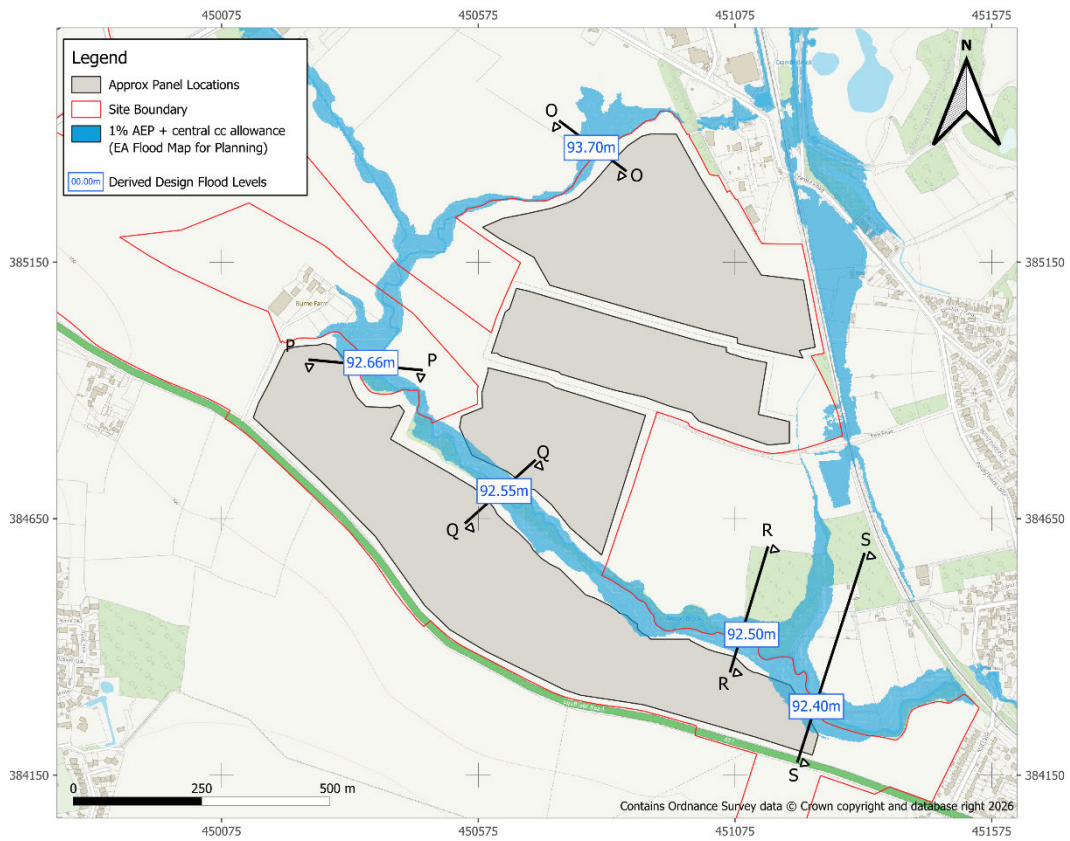 450075
450575
451075
451575
Legend
Approx Panel Locations
Site Boundary
1% AEP + central cc allowance
(EA Flood Map for Planning)
00.00m
Derived Design Flood Levels
N
O
93.70m
O
385150
385150
Burne Farm
P
92.66m
P
Q
92.55m
Q
384650
384650
R
S
92.50m
R
92.40m
S
384150
384150
0
250
500 m
Contains Ordnance Survey data © Crown copyright and database right 2026
450075
450575
451075
451575